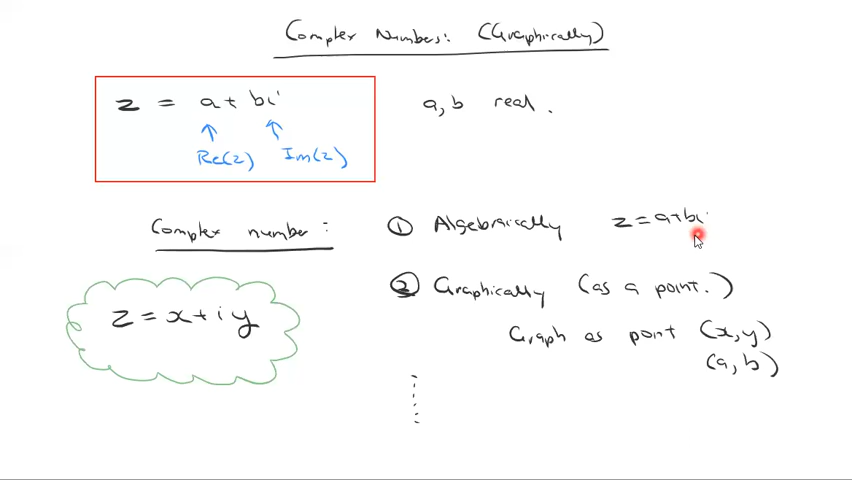 Complex Numbers: (Graphically)
z = a + bi
a, b real.
Re(z) Im(z)
Complex number:
① Algebraically z = a+bi
② Graphically (as a point.)
z = x + iy
Graph as point (x, y)
(a, b)